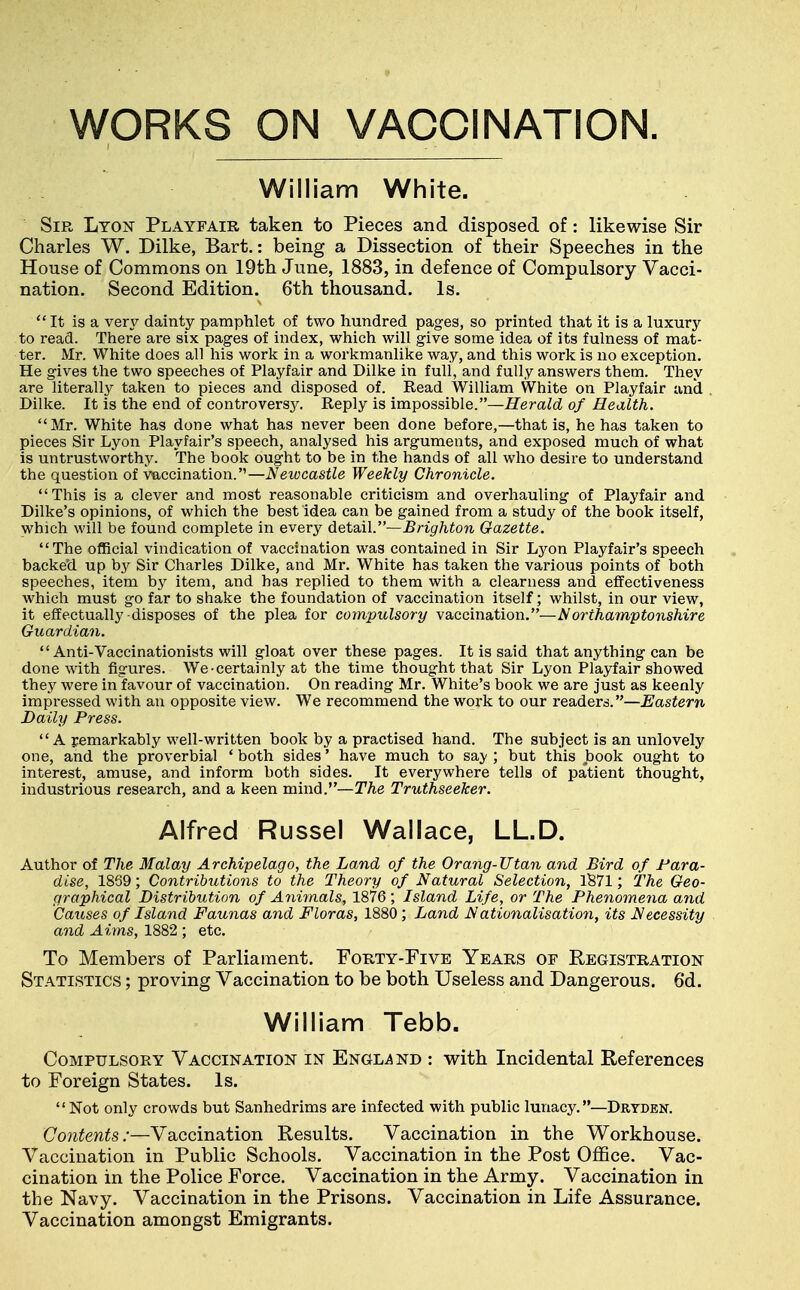 WORKS ON VACCINATION.
William White.
Sir Lyon Playfair taken to Pieces and disposed of: likewise Sir
Charles W. Dilke, Bart.: being a Dissection of their Speeches in the
House of Commons on 19th June, 1883, in defence of Compulsory Vacci-
nation. Second Edition. 6th thousand. 1s.
“It is a very dainty pamphlet of two hundred pages, so printed that it is a luxury
to read. There are six pages of index, which will give some idea of its fulness of mat-
ter. Mr. White does all his work in a workmanlike way, and this work is no exception.
He gives the two speeches of Playfair and Dilke in full, and fully answers them. They
are literally taken to pieces and disposed of. Read William White on Playfair and
Dilke. It is the end of controversy. Reply is impossible.”—Herald of Health.
“Mr. White has done what has never been done before,—that is, he has taken to
pieces Sir Lyon Playfair’s speech, analysed his arguments, and exposed much of what
is untrustworthy. The book ought to be in the hands of all who desire to understand
the question of vaccination.”—Newcastle Weekly Chronicle.
“This is a clever and most reasonable criticism and overhauling of Playfair and
Dilke’s opinions, of which the best idea can be gained from a study of the book itself,
which will be found complete in every detail.”—Brighton Gazette.
“The official vindication of vaccination was contained in Sir Lyon Playfair’s speech
backed up by Sir Charles Dilke, and Mr. White has taken the various points of both
speeches, item by item, and has replied to them with a clearness and effectiveness
which must go far to shake the foundation of vaccination itself; whilst, in our view,
it effectually disposes of the plea for compulsory vaccination.”—Northamptonshire
Guardian.
“Anti-Vaccinationists will gloat over these pages. It is said that anything can be
done with figures. We certainly at the time thought that Sir Lyon Playfair showed
they were in favour of vaccination. On reading Mr. White’s book we are just as keenly
impressed with an opposite view. We recommend the work to our readers.”—Eastern
Daily Press.
“A remarkably well-written book by a practised hand. The subject is an unlovely
one, and the proverbial ‘both sides’ have much to say; but this book ought to
interest, amuse, and inform both sides. It everywhere tells of patient thought,
industrious research, and a keen mind.”—The Truthseeker.
Alfred Russel Wallace, LL.D.
Author of The Malay Archipelago, the Land of the Orang-Utan and Bird of Para-
dise, 1869; Contributions to the Theory of Natural Selection, 1871; The Geo-
graphical Distribution of Animals, 1876; Island Life, or The Phenomena and
Causes of Island Faunas and Floras, 1880; Land Nationalisation, its Necessity
and Aims, 1882; etc.
To Members of Parliament. Forty-Five Years of Registration
Statistics; proving Vaccination to be both Useless and Dangerous. 6d.
William Tebb.
Compulsory Vaccination in England: with Incidental References
to Foreign States. 1s.
“Not only crowds but Sanhedrims are infected with public lunacy.”—Dryden.
Contents:—Vaccination Results. Vaccination in the Workhouse.
Vaccination in Public Schools. Vaccination in the Post Office. Vac-
cination in the Police Force. Vaccination in the Army. Vaccination in
the Navy. Vaccination in the Prisons. Vaccination in Life Assurance.
Vaccination amongst Emigrants.